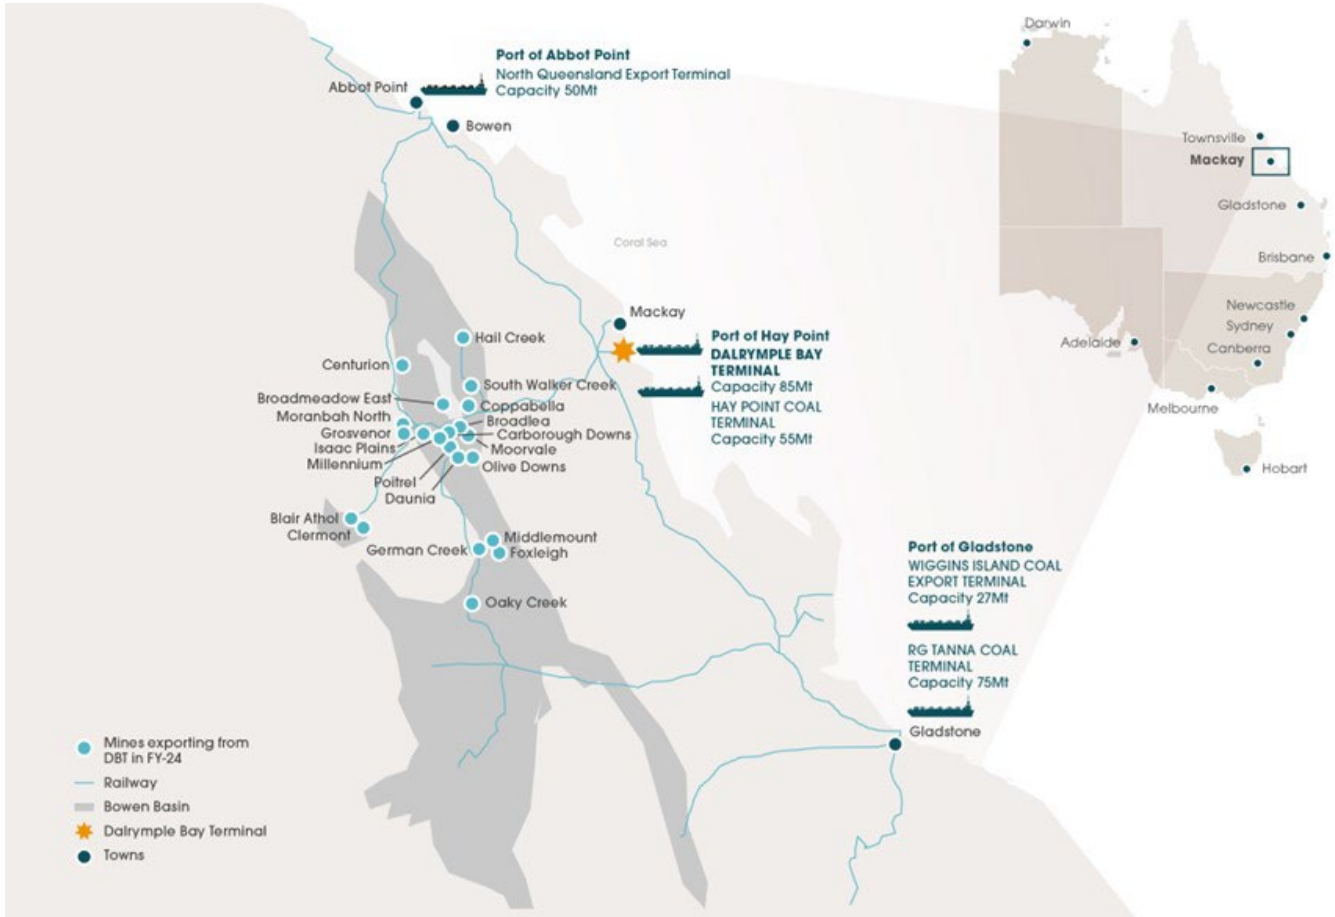 Port of Abbot Point
North Queensland Export Terminal
Capacity 50Mt
Abbot Point
Bowen
Coral Sea
Mackay
Port of Hay Point
DALRYMPLE BAY
TERMINAL
Capacity 85Mt
HAY POINT COAL
TERMINAL
Capacity 55Mt
Hail Creek
Centurion
South Walker Creek
Broadmeadow East
Coppabella
Moranbah North
Broadlea
Grosvenor
Carborough Downs
Isaac Plains
Moorvale
Millennium
Olive Downs
Poitrel
Daunia
Blair Athol
Clermont
Middlemount
German Creek
Foxleigh
Oaky Creek
Port of Gladstone
WIGGINS ISLAND COAL
EXPORT TERMINAL
Capacity 27Mt
RG TANNA COAL
TERMINAL
Capacity 75Mt
Gladstone
Mines exporting from
DBT in FY-24
Railway
Bowen Basin
Dalrymple Bay Terminal
Towns
Darwin
Townsville
Mackay
Gladstone
Brisbane
Newcastle
Sydney
Adelaide
Canberra
Melbourne
Hobart